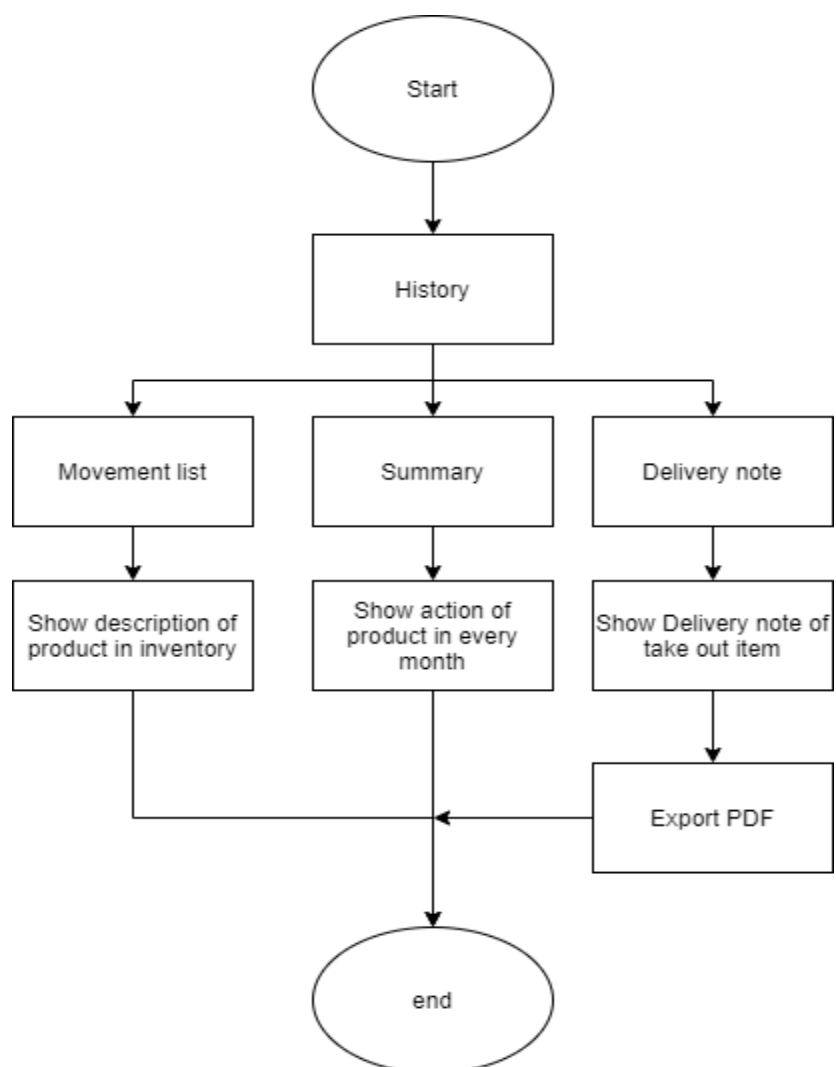 Start
History
Movement list
Summary
Delivery note
Show description of
product in inventory
Show action of
product in every
month
Show Delivery note of
take out item
Export PDF
end